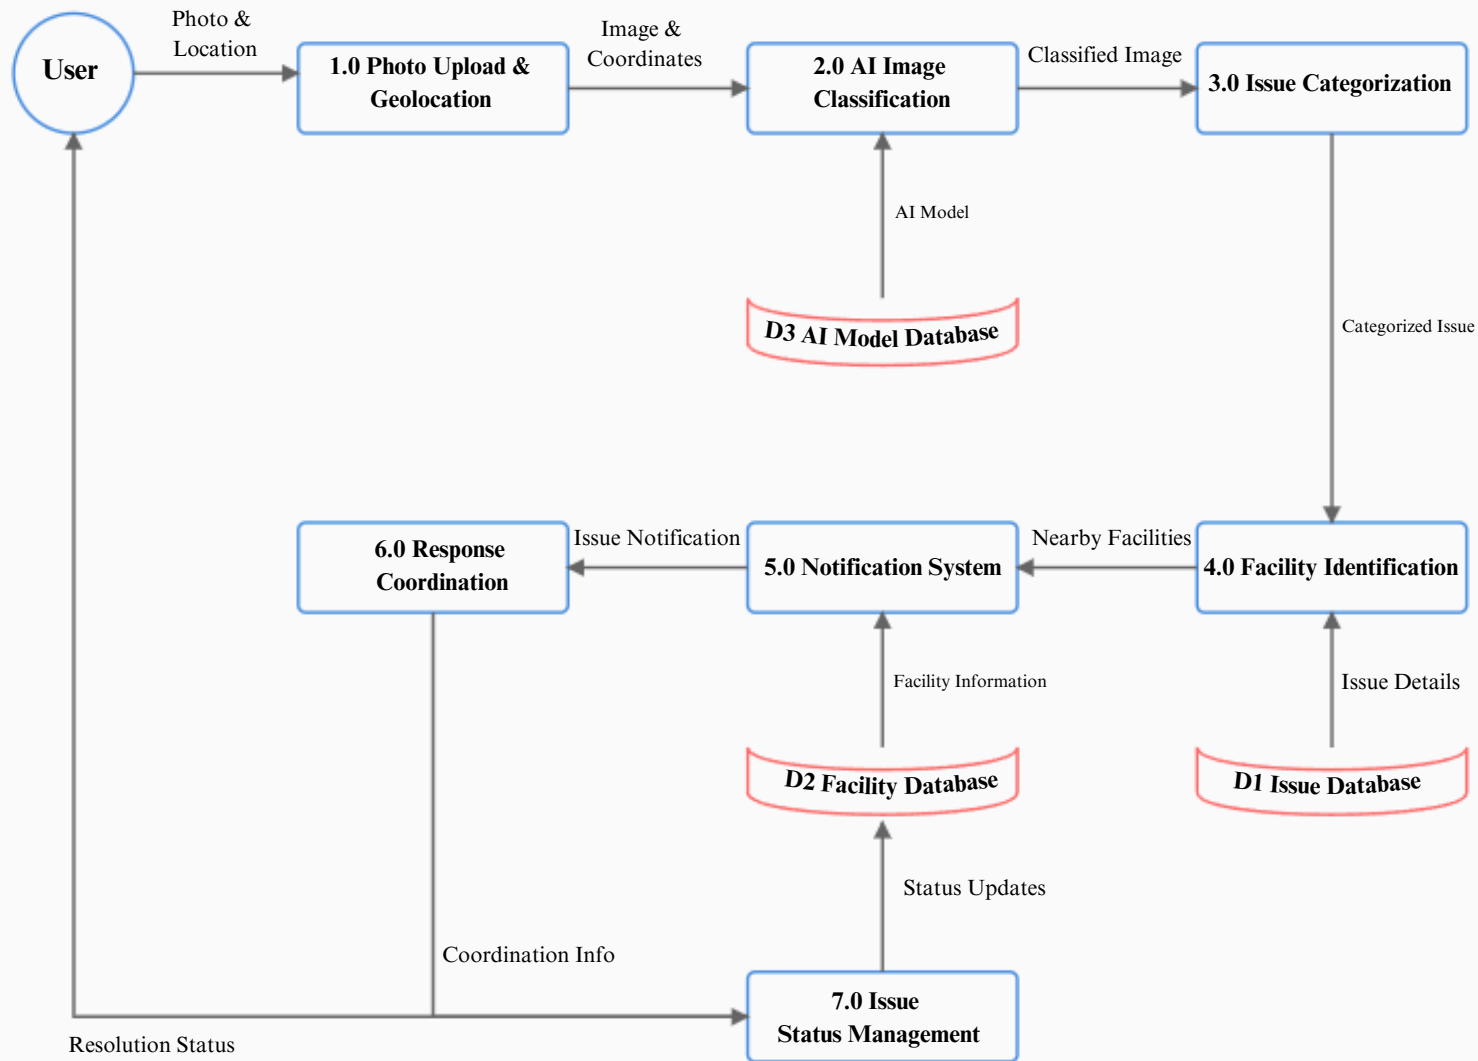 Photo &
Location
User
1.0 Photo Upload &
Geolocation
Image &
Coordinates
2.0 AI Image
Classification
Classified Image
3.0 Issue Categorization
AI Model
D3 AI Model Database
Categorized Issue
6.0 Response
Coordination
Issue Notification
5.0 Notification System
Nearby Facilities
4.0 Facility Identification
Facility Information
Issue Details
D2 Facility Database
D1 Issue Database
Status Updates
Coordination Info
7.0 Issue
Status Management
Resolution Status